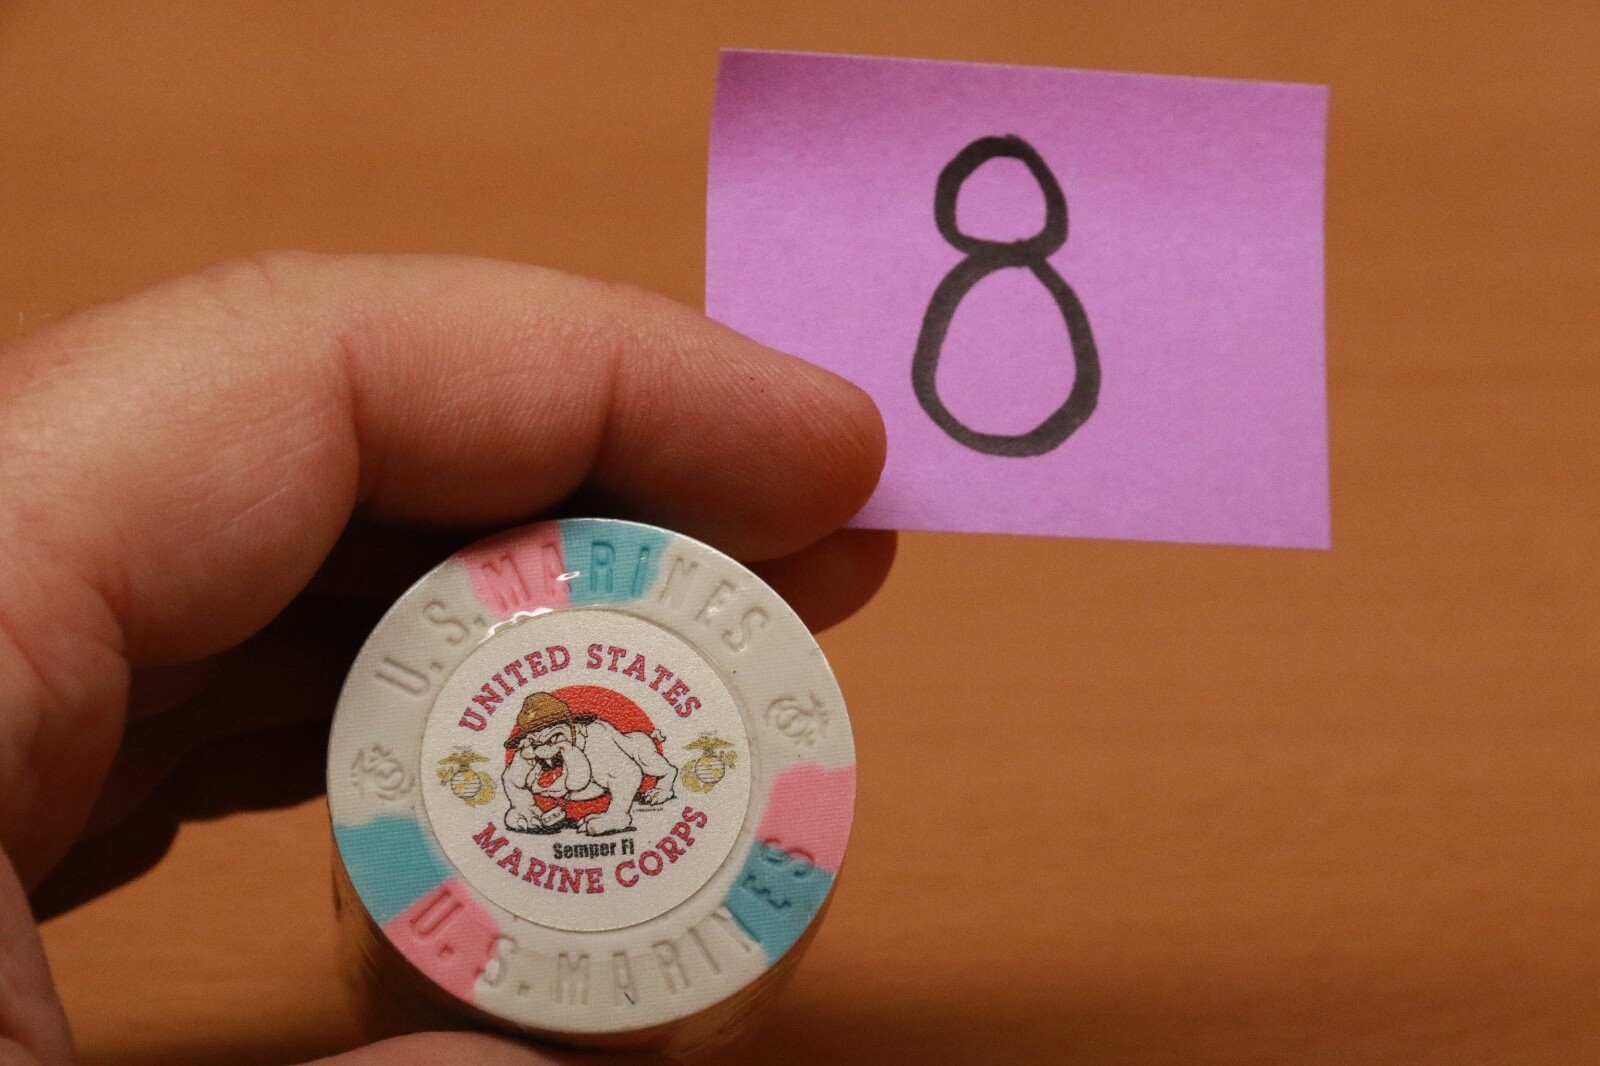 8
U.S. MARINES
UNITED STATES
Semper Fi
MARINE CORPS
U.S. MARINES